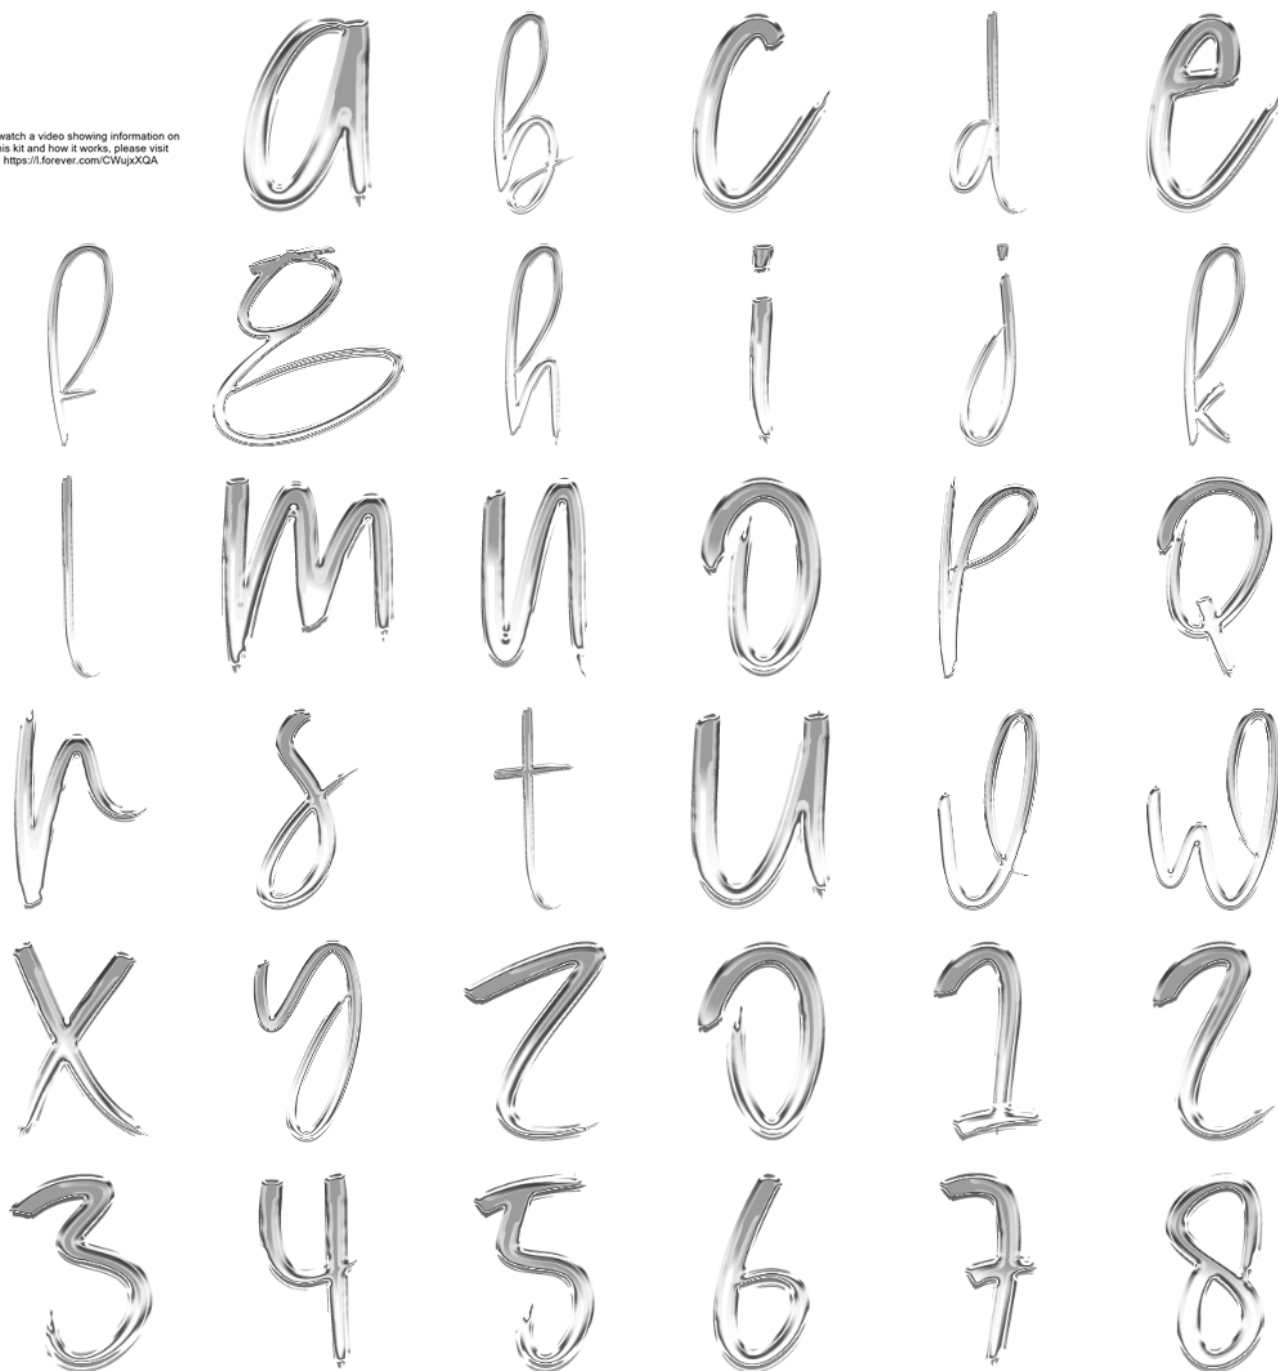 watch a video showing information on
his kit and how it works, please visit
https://l.forever.com/CWujxXQA
a b c d e
f g h i j k
l m n o p Q
r s t u v w
x y z 0 1 2
3 4 5 6 7 8